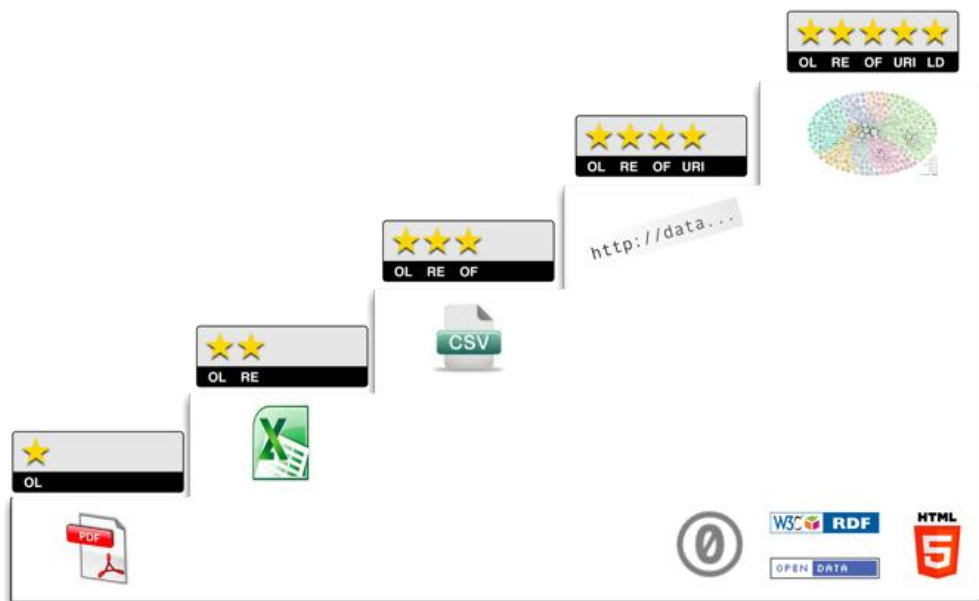 OL RE OF URI LD
OL RE OF URI
http://data...
OL RE OF
CSV
OL RE
X
OL
PDF
0
W3C RDF
HTML
5
OPEN DATA